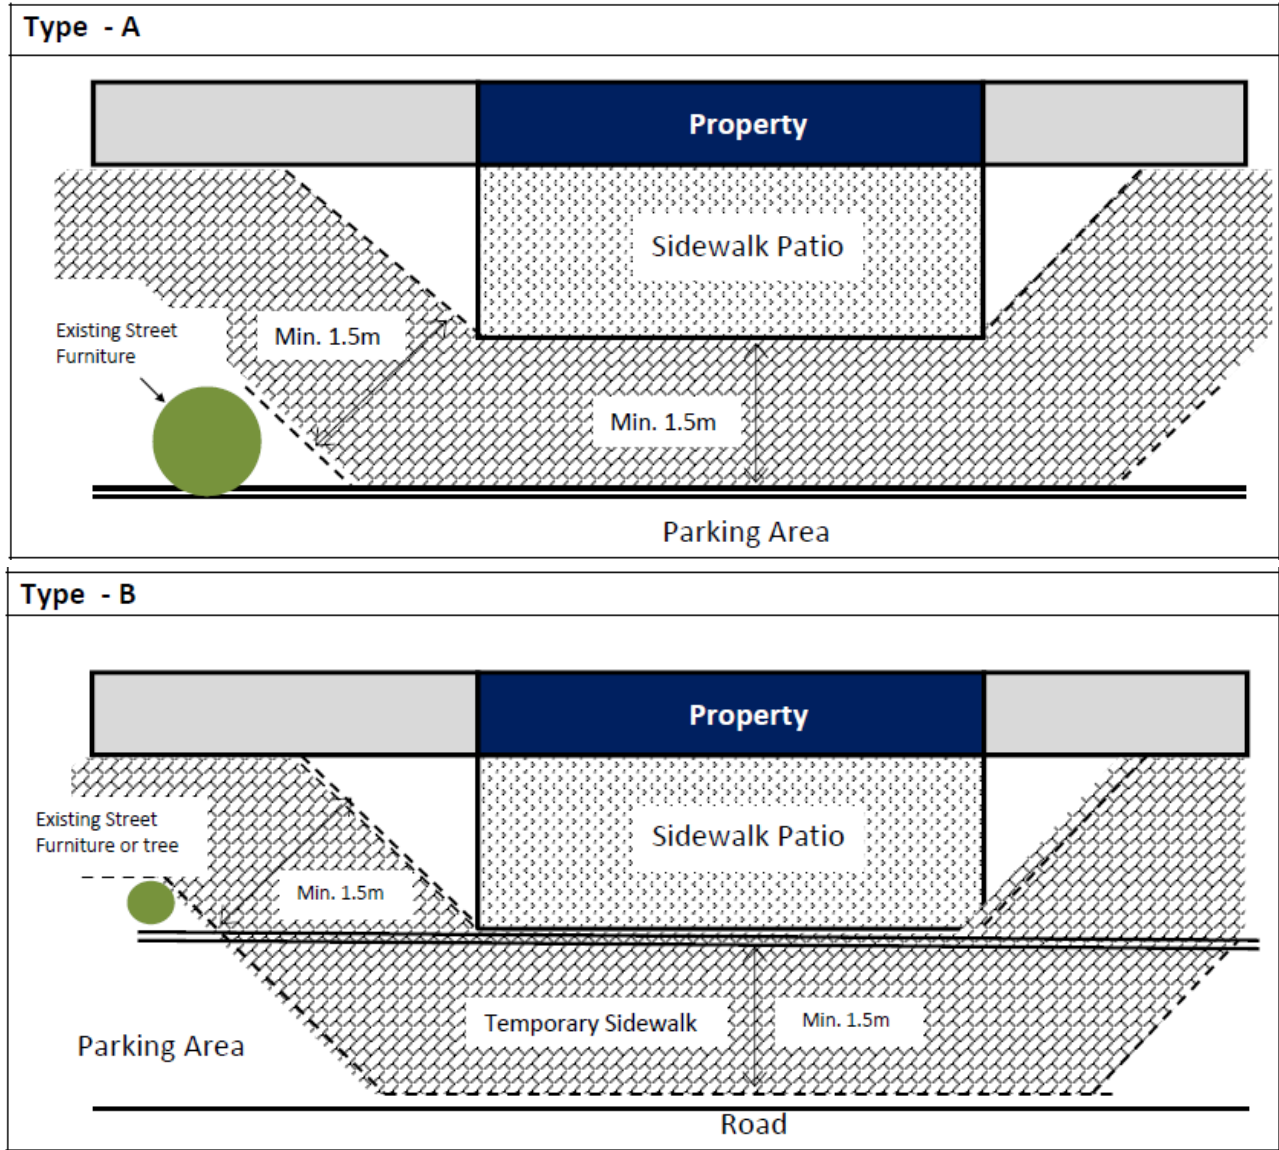 Type - A
Property
Sidewalk Patio
Existing Street
Furniture
Min. 1.5m
Min. 1.5m
Parking Area
Type - B
Property
Existing Street
Furniture or tree
Sidewalk Patio
Min. 1.5m
Temporary Sidewalk
Min. 1.5m
Parking Area
Road